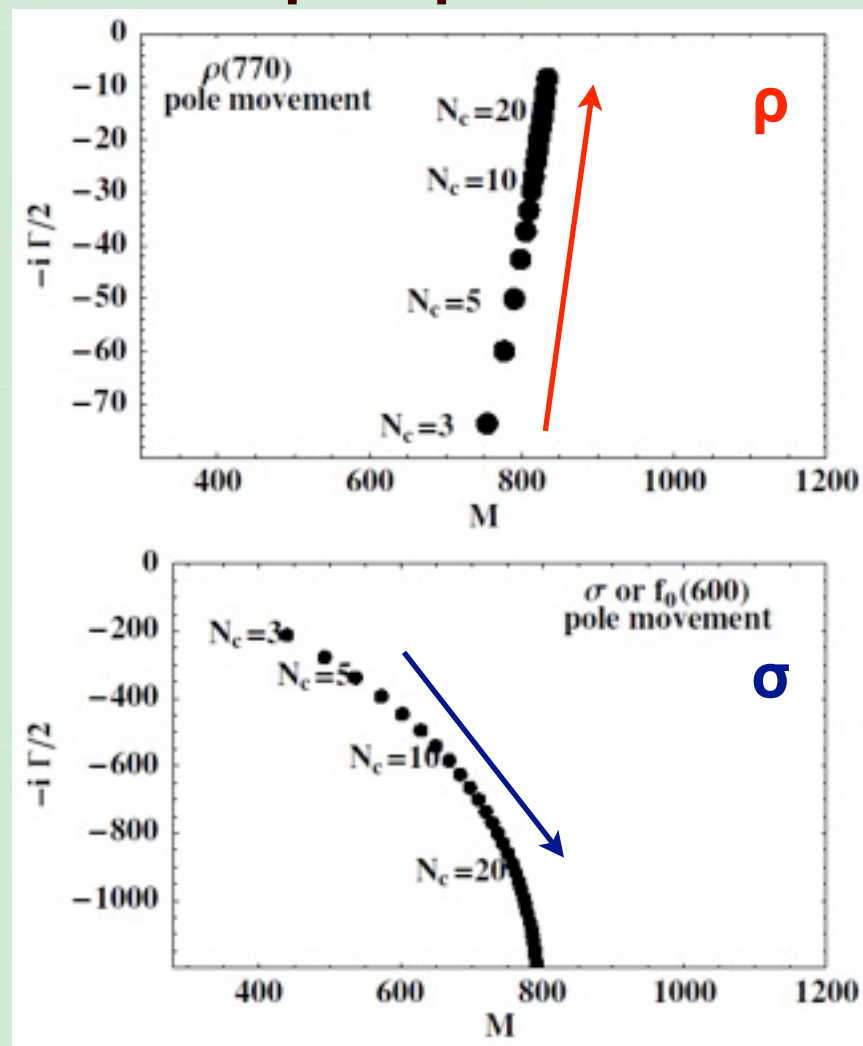 0
−10
−20
−30
−40
−50
−60
−70
−i Γ/2
ρ(770)
pole movement
N_c=20
N_c=10
N_c=5
N_c=3
ρ
400
600
800
1000
1200
M
0
−200
−400
−600
−800
−1000
−i Γ/2
σ or f_0(600)
pole movement
N_c=3
N_c=5
N_c=10
N_c=20
σ
400
600
800
1000
1200
M